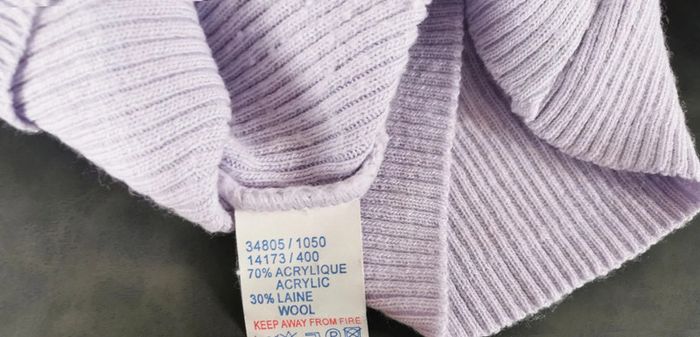 34805 / 1050
14173 / 400
70% ACRYLIQUE
ACRYLIC
30% LAINE
WOOL
KEEP AWAY FROM FIRE